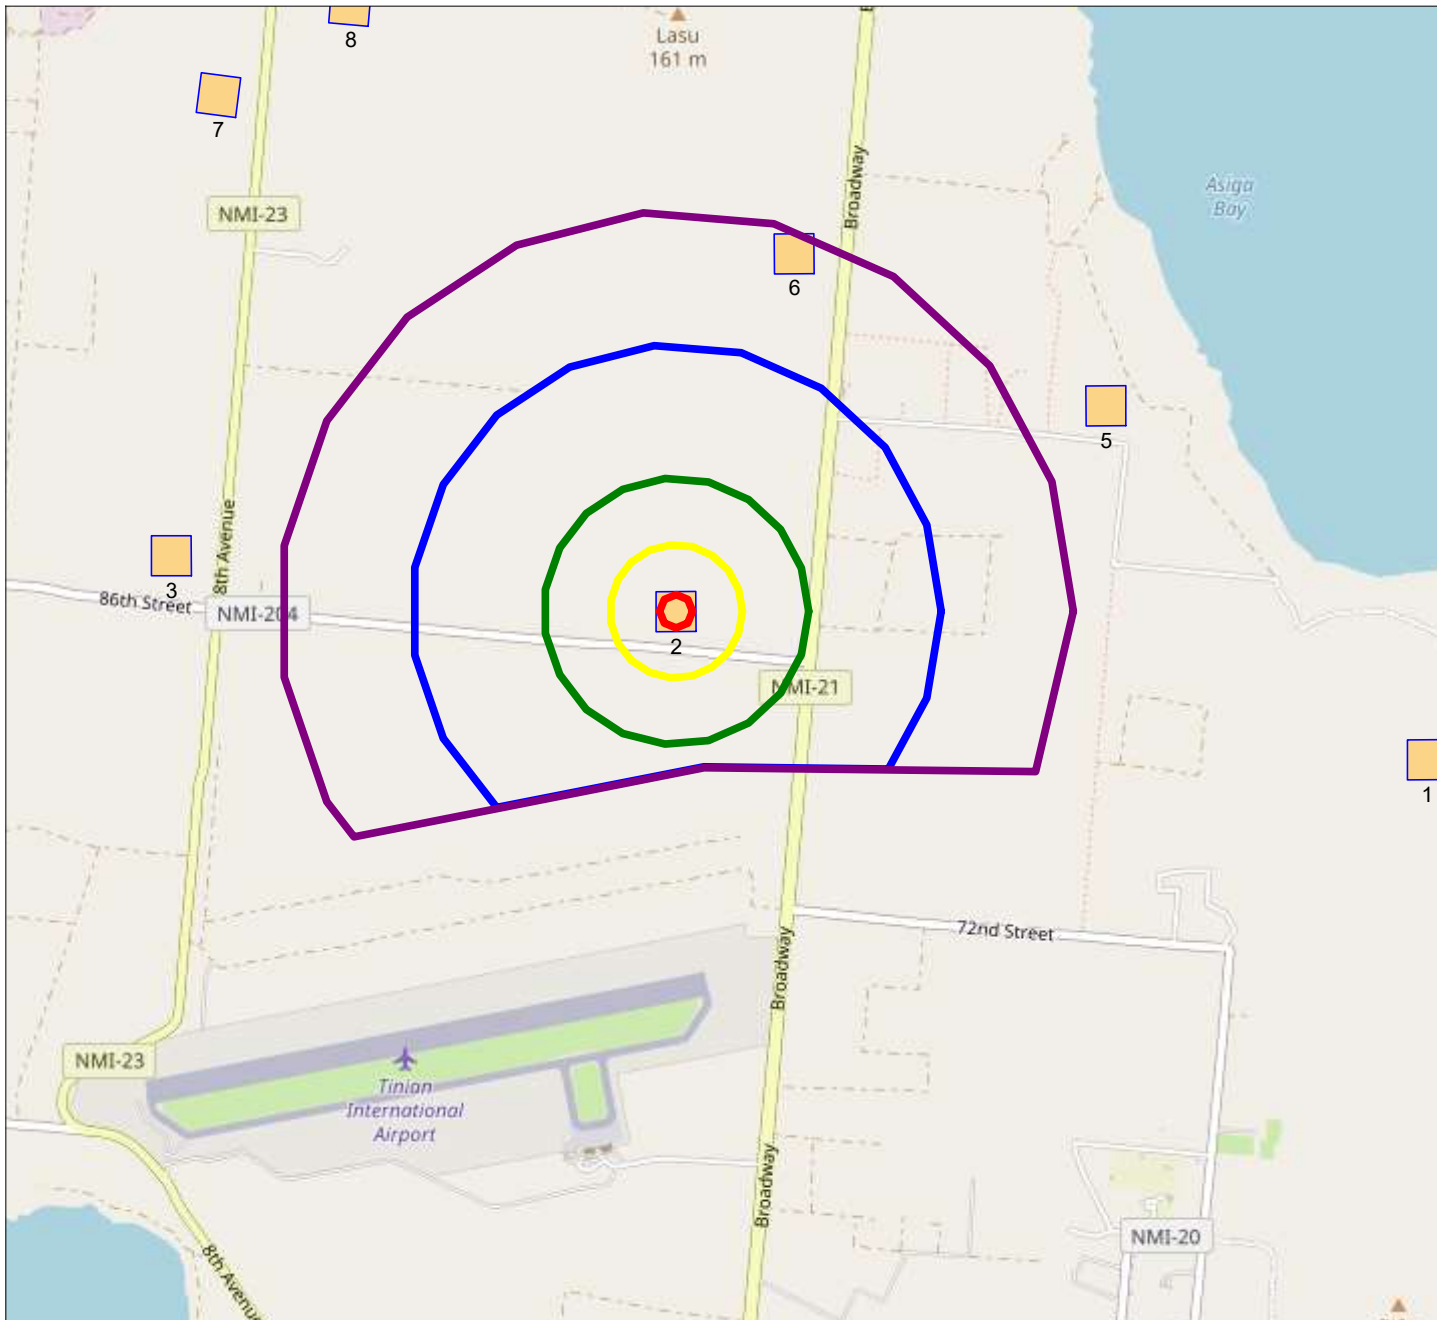 8
Lasu
161 m
7
Broadway
NMI-23
Asiga
Bay
6
5
8th Avenue
3
86th Street
NMI-204
2
NMI-21
1
72nd Street
Broadway
NMI-23
Tinian
International
Airport
Broadway
NMI-20
8th Avenue